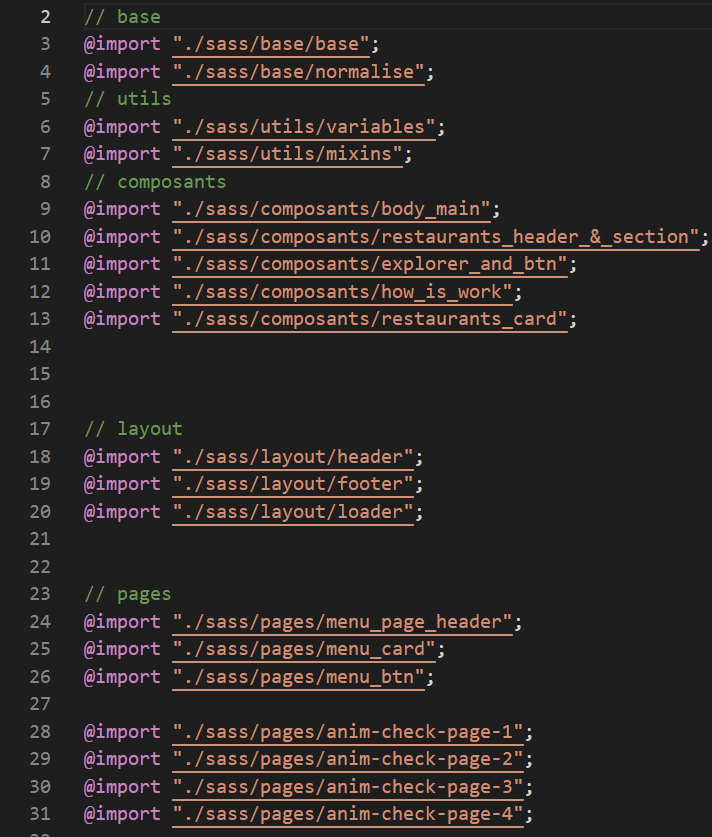 2 // base
3 @import "./sass/base/base";
4 @import "./sass/base/normalise";
5 // utils
6 @import "./sass/utils/variables";
7 @import "./sass/utils/mixins";
8 // composants
9 @import "./sass/composants/body_main";
10 @import "./sass/composants/restaurants_header_&_section";
11 @import "./sass/composants/explorer_and_btn";
12 @import "./sass/composants/how_is_work";
13 @import "./sass/composants/restaurants_card";
14
15
16
17 // layout
18 @import "./sass/layout/header";
19 @import "./sass/layout/footer";
20 @import "./sass/layout/loader";
21
22
23 // pages
24 @import "./sass/pages/menu_page_header";
25 @import "./sass/pages/menu_card";
26 @import "./sass/pages/menu_btn";
27
28 @import "./sass/pages/anim-check-page-1";
29 @import "./sass/pages/anim-check-page-2";
30 @import "./sass/pages/anim-check-page-3";
31 @import "./sass/pages/anim-check-page-4";